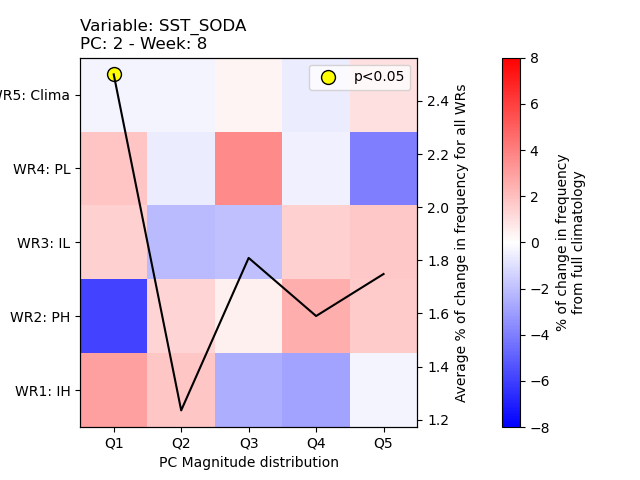 Variable: SST_SODA
PC: 2 - Week: 8
p<0.05
WR5: Clima
WR4: PL
WR3: IL
WR2: PH
WR1: IH
Q1 Q2 Q3 Q4 Q5
PC Magnitude distribution
2.4
2.2
2.0
1.8
1.6
1.4
1.2
Average % of change in frequency for all WRs
8
6
4
2
0
−2
−4
−6
−8
% of change in frequency
from full climatology